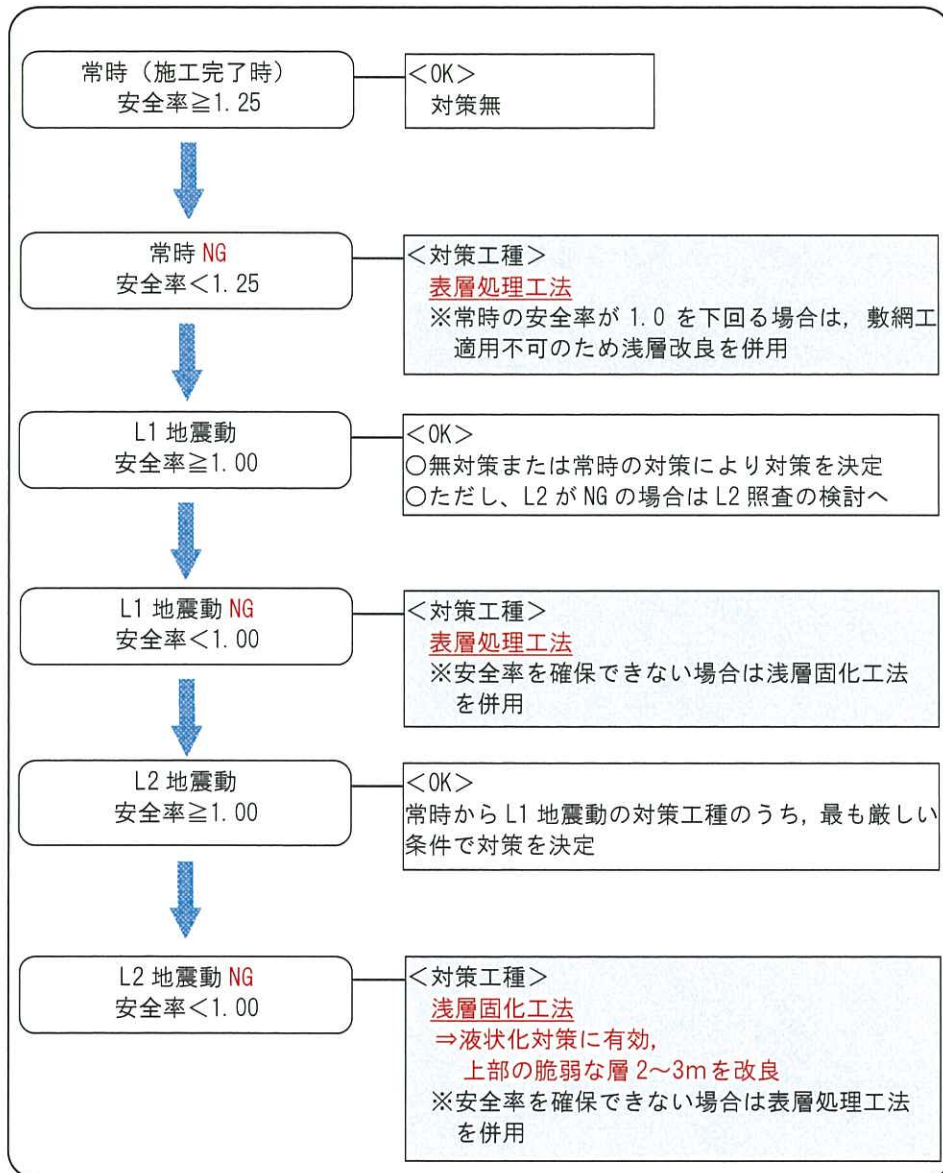 常時（施工完了時）
安全率≧1.25
＜OK＞
対策無
常時 NG
安全率＜1.25
＜対策工種＞
表層処理工法
※常時の安全率が 1.0 を下回る場合は，敷網工
適用不可のため浅層改良を併用
L1 地震動
安全率≧1.00
＜OK＞
○無対策または常時の対策により対策を決定
○ただし、L2 が NG の場合は L2 照査の検討へ
L1 地震動 NG
安全率＜1.00
＜対策工種＞
表層処理工法
※安全率を確保できない場合は浅層固化工法
を併用
L2 地震動
安全率≧1.00
＜OK＞
常時から L1 地震動の対策工種のうち，最も厳しい
条件で対策を決定
L2 地震動 NG
安全率＜1.00
＜対策工種＞
浅層固化工法
⇒液状化対策に有効，
上部の脆弱な層 2～3mを改良
※安全率を確保できない場合は表層処理工法
を併用